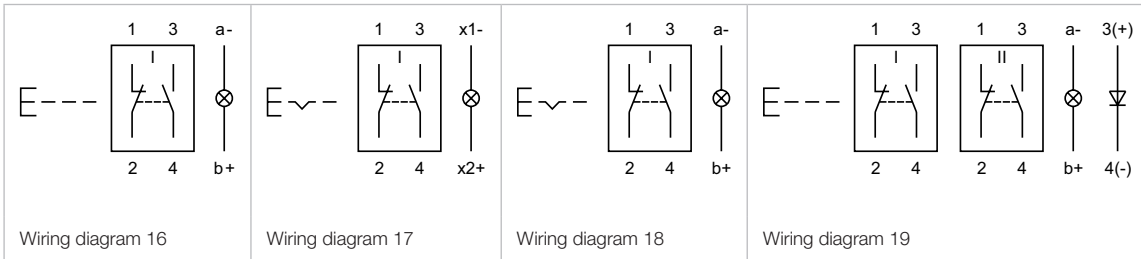 1 3 a-
I
2 4 b+
Wiring diagram 16
1 3 x1-
I
2 4 x2+
Wiring diagram 17
1 3 a-
I
2 4 b+
Wiring diagram 18
1 3 1 3 a- 3(+)
I II
2 4 2 4 b+ 4(-)
Wiring diagram 19